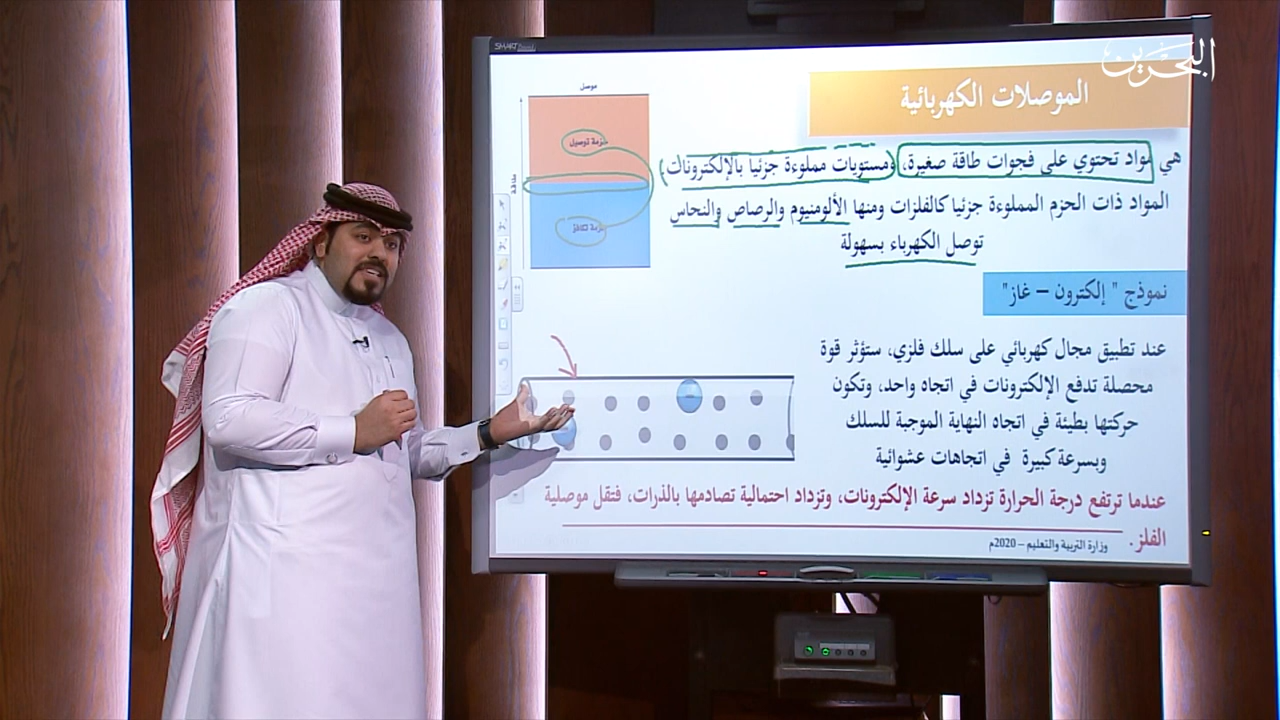 البحرين
SMART
الموصلات الكهربائية
موصل
حزمة توصيل
طاقة
حزمة تكافؤ
هي مواد تحتوي على فجوات طاقة صغيرة، (ومستويات مملوءة جزئيا بالإلكترونات)
المواد ذات الحزم المملوءة جزئيا كالفلزات ومنها الألومنيوم والرصاص والنحاس
توصل الكهرباء بسهولة
نموذج " إلكترون – غاز"
عند تطبيق مجال كهربائي على سلك فلزي، ستؤثر قوة
محصلة تدفع الإلكترونات في اتجاه واحد، وتكون
حركتها بطيئة في اتجاه النهاية الموجبة للسلك
وبسرعة كبيرة في اتجاهات عشوائية
عندما ترتفع درجة الحرارة تزداد سرعة الإلكترونات، وتزداد احتمالية تصادمها بالذرات، فتقل موصلية
الفلز.
وزارة التربية والتعليم – 2020م